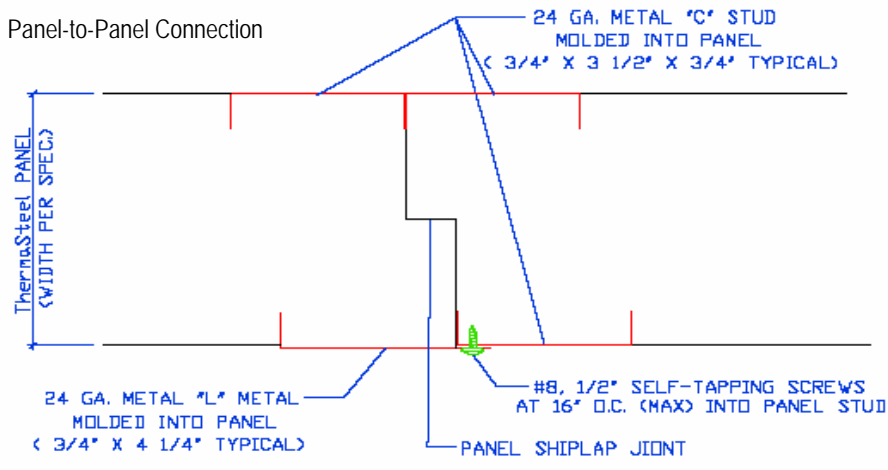 Panel-to-Panel Connection
24 GA. METAL "C" STUD
MOLDED INTO PANEL
( 3/4" X 3 1/2" X 3/4" TYPICAL)
ThermaSteel PANEL
(WIDTH PER SPEC.)
24 GA. METAL "L" METAL
MOLDED INTO PANEL
( 3/4" X 4 1/4" TYPICAL)
#8, 1/2" SELF-TAPPING SCREWS
AT 16" O.C. (MAX) INTO PANEL STUD
PANEL SHIPLAP JIONT